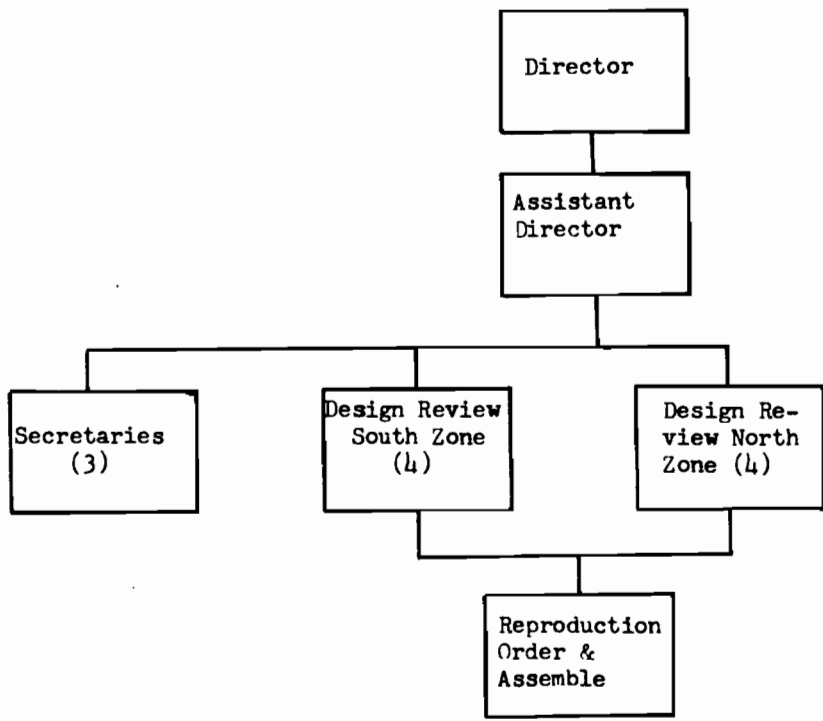 Director
Assistant
Director
Secretaries
(3)
Design Review
South Zone
(4)
Design Re-
view North
Zone (4)
Reproduction
Order &
Assemble